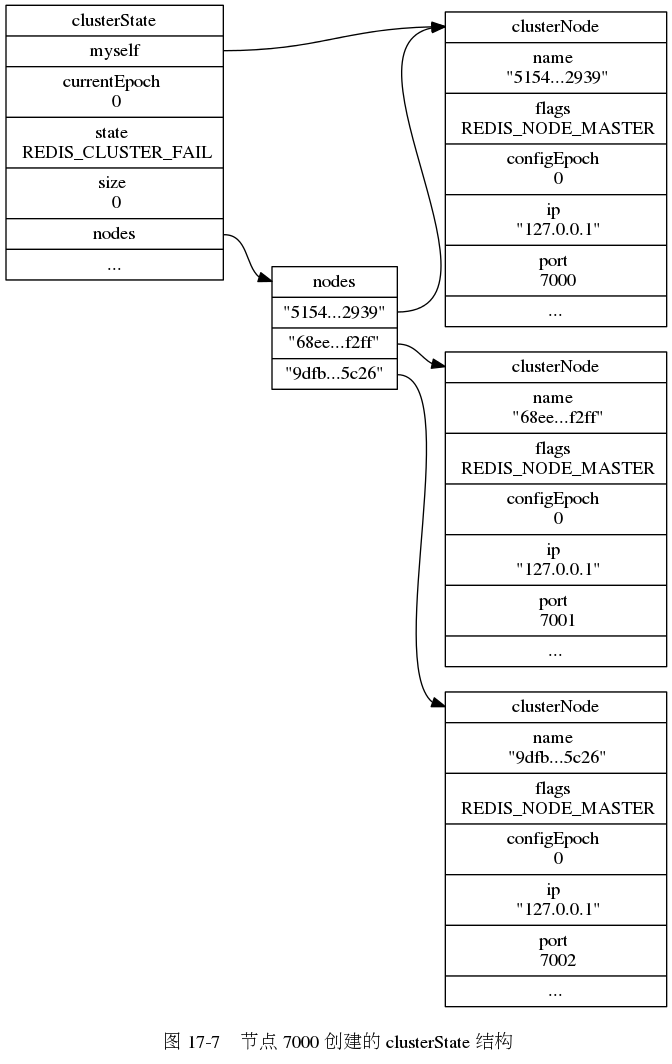 clusterState
myself
currentEpoch
0
state
REDIS_CLUSTER_FAIL
size
0
nodes
...
nodes
"5154...2939"
"68ee...f2ff"
"9dfb...5c26"
clusterNode
name
"5154...2939"
flags
REDIS_NODE_MASTER
configEpoch
0
ip
"127.0.0.1"
port
7000
...
clusterNode
name
"68ee...f2ff"
flags
REDIS_NODE_MASTER
configEpoch
0
ip
"127.0.0.1"
port
7001
...
clusterNode
name
"9dfb...5c26"
flags
REDIS_NODE_MASTER
configEpoch
0
ip
"127.0.0.1"
port
7002
...
图 17-7 节点 7000 创建的 clusterState 结构